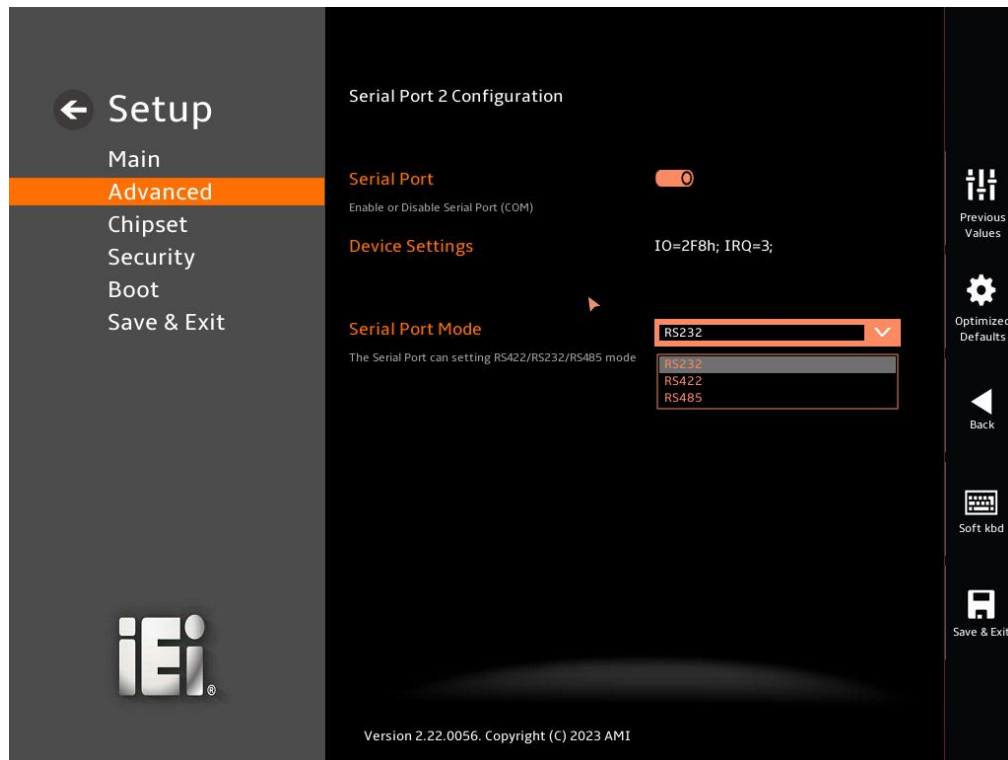 Setup
Main
Advanced
Chipset
Security
Boot
Save & Exit
iEi®
Serial Port 2 Configuration
Serial Port
Enable or Disable Serial Port (COM)
Device Settings
IO=2F8h; IRQ=3;
Serial Port Mode
RS232
The Serial Port can setting RS422/RS232/RS485 mode
RS232
RS422
RS485
Version 2.22.0056. Copyright (C) 2023 AMI
Previous
Values
Optimized
Defaults
Back
Soft kbd
Save & Exit